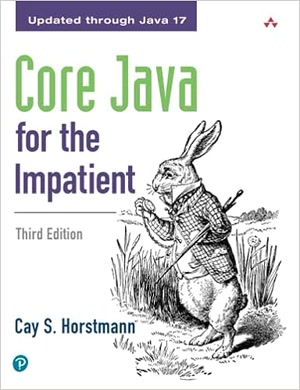 Updated through Java 17
Core Java
for the
Impatient
Third Edition
Cay S. Horstmann
P